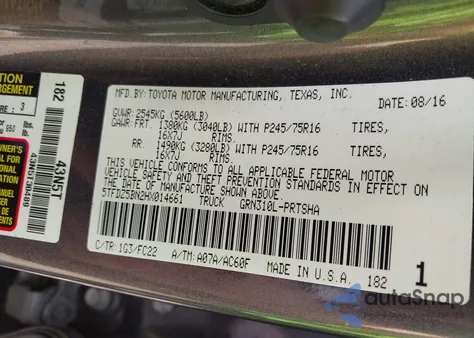 MFD.BY:TOYOTA MOTOR MANUFACTURING, TEXAS, INC.
DATE: 08/16
GVWR:2545KG (5600LB)
GAWR: FRT. 1380KG (3040LB) WITH P245/75R16 TIRES,
16X7J RIMS
RR. 1490KG (3280LB) WITH P245/75R16 TIRES,
16X7J RIMS.
THIS VEHICLE CONFORMS TO ALL APPLICABLE FEDERAL MOTOR
VEHICLE SAFETY AND THEFT PREVENTION STANDARDS IN EFFECT ON
THE DATE OF MANUFACTURE SHOWN ABOVE.
5TFDZ5BN2HX014661 TRUCK GRN310L-PRTSHA
C/TR:1G3/FC22 A/TM:A07A/AC60F MADE IN U.S.A. 182 1
182
43N5T
lbs.
3
autoSnap